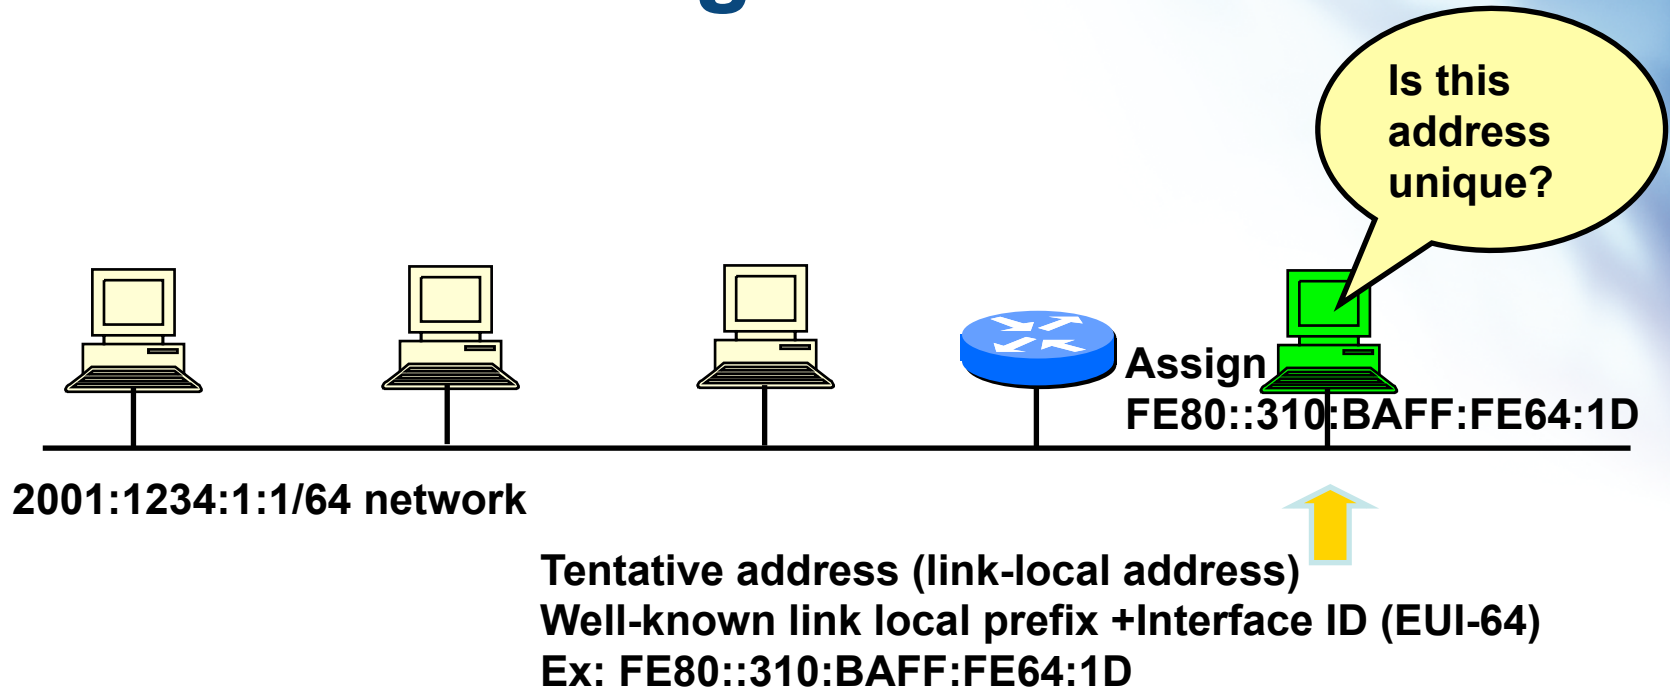 Is this
address
unique?
Assign
FE80::310:BAFF:FE64:1D
2001:1234:1:1/64 network
Tentative address (link-local address)
Well-known link local prefix +Interface ID (EUI-64)
Ex: FE80::310:BAFF:FE64:1D